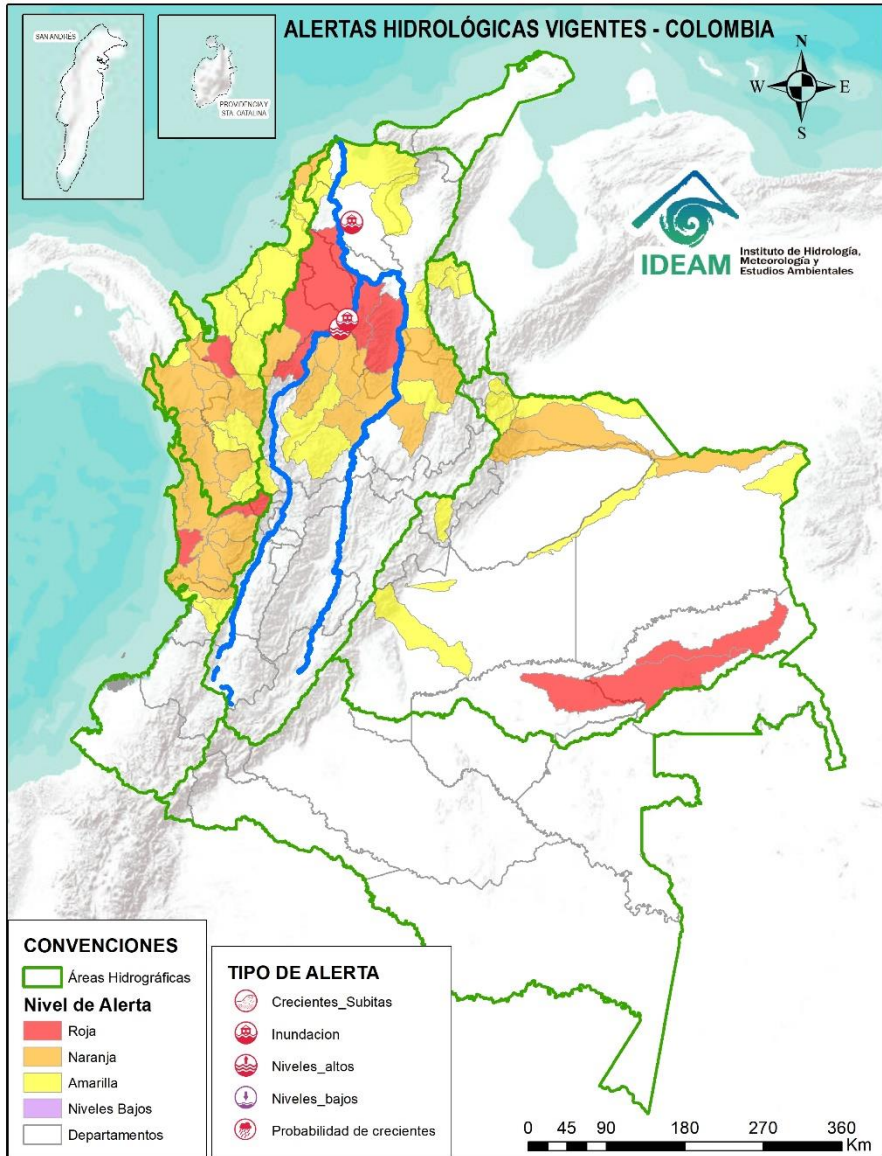 ALERTAS HIDROLÓGICAS VIGENTES - COLOMBIA
SAN ANDRÉS
PROVIDENCIA Y
STA. CATALINA
N
W
E
S
IDEAM
Instituto de Hidrología,
Meteorología y
Estudios Ambientales
CONVENCIONES
Áreas Hidrográficas
Nivel de Alerta
Roja
Naranja
Amarilla
Niveles Bajos
Departamentos
TIPO DE ALERTA
Crecientes_Subitas
Inundacion
Niveles_altos
Niveles_bajos
Probabilidad de crecientes
0 45 90 180 270 360
Km